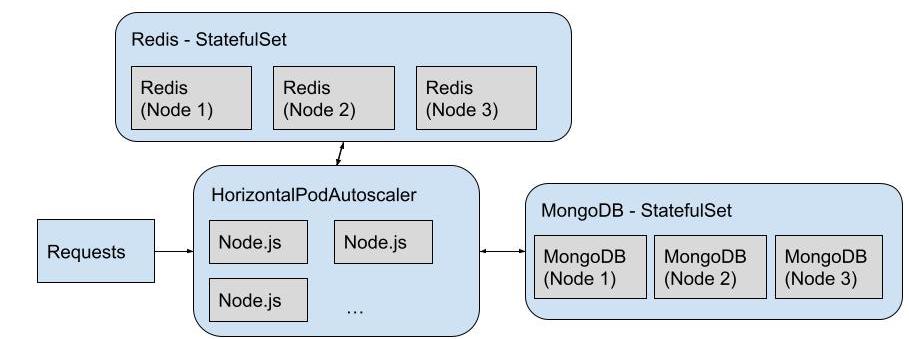 Redis - StatefulSet
Redis
(Node 1)
Redis
(Node 2)
Redis
(Node 3)
HorizontalPodAutoscaler
Node.js
Node.js
Node.js
...
Requests
MongoDB - StatefulSet
MongoDB
(Node 1)
MongoDB
(Node 2)
MongoDB
(Node 3)